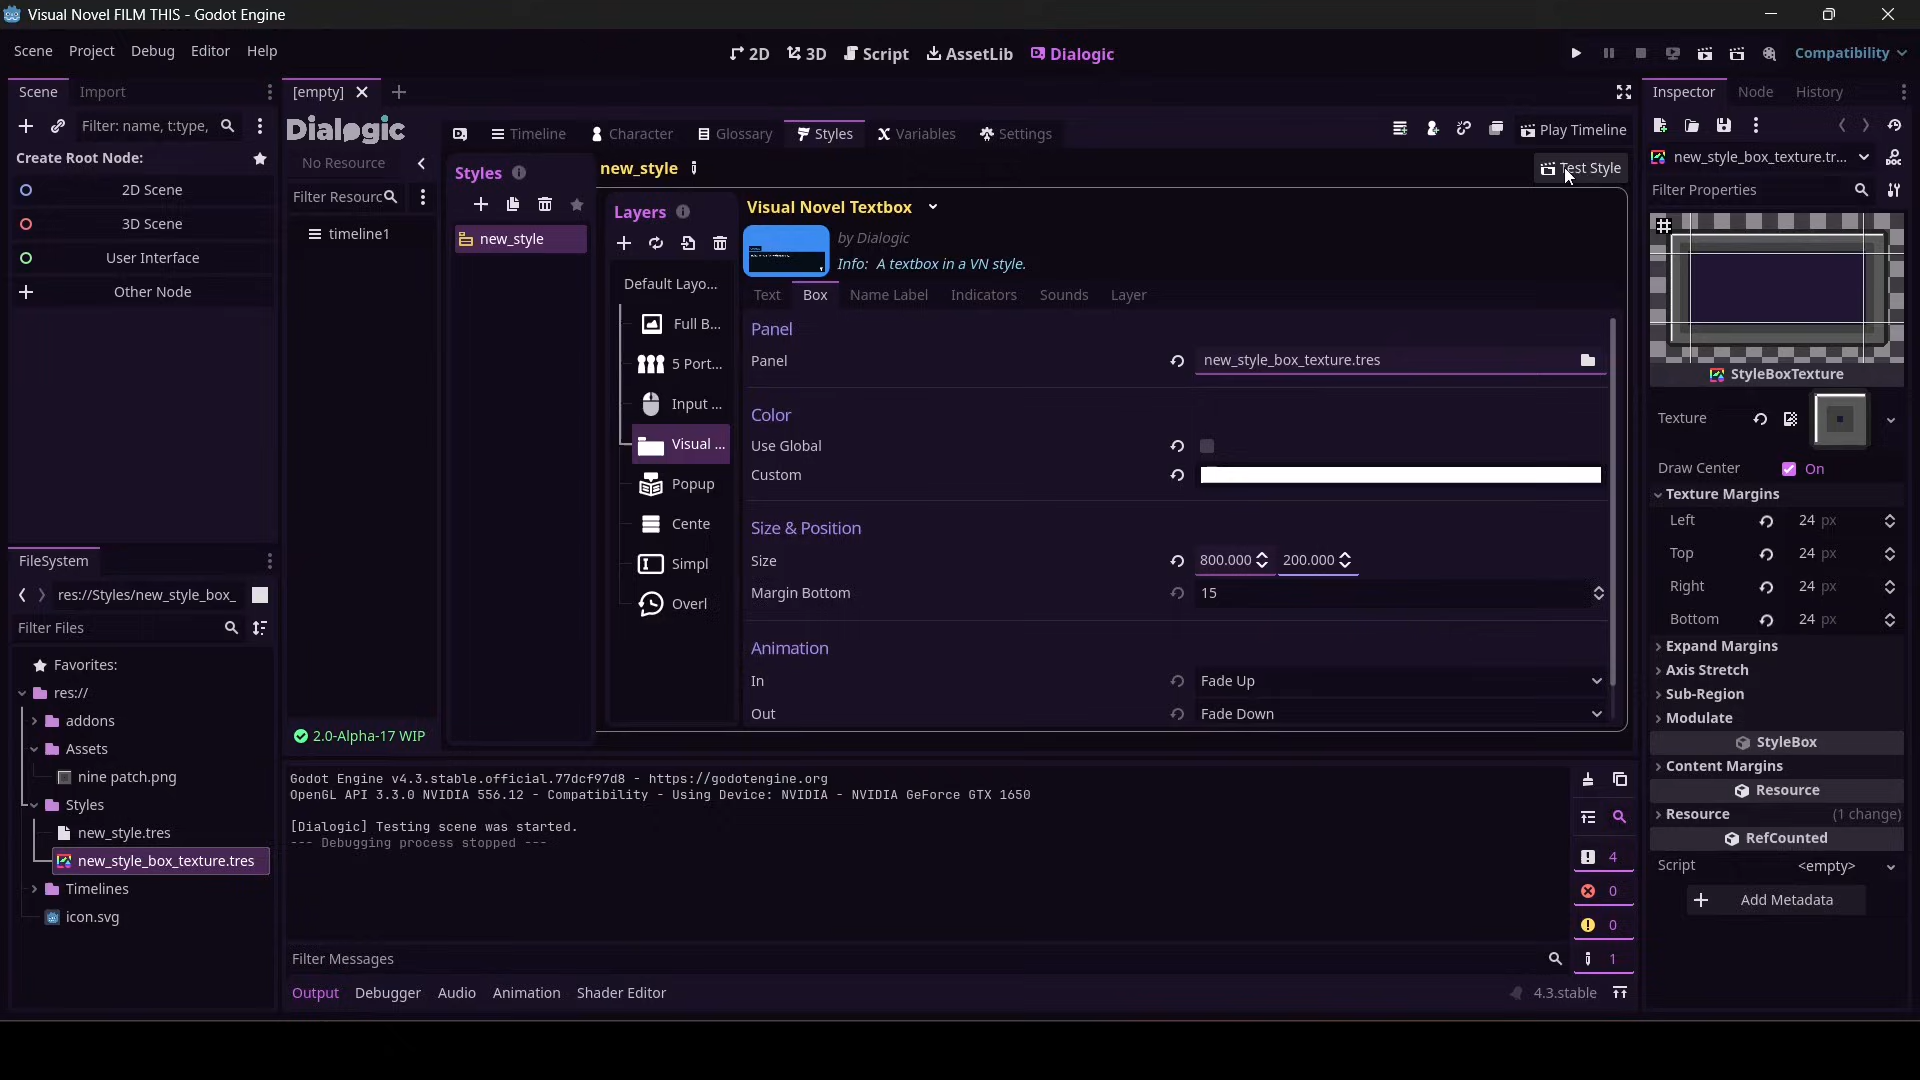 Visual Novel FILM THIS - Godot Engine
Scene Project Debug Editor Help
2D 3D Script AssetLib Dialogic
Compatibility
Scene Import
Filter: name, t:type,
Create Root Node:
2D Scene
3D Scene
User Interface
Other Node
FileSystem
res://Styles/new_style_box_
Filter Files
Favorites:
res://
addons
Assets
nine patch.png
Styles
new_style.tres
new_style_box_texture.tres
Timelines
icon.svg
[empty]
Dialogic
Timeline Character Glossary Styles Variables Settings
Play Timeline
No Resource
Filter Resourc
timeline1
2.0-Alpha-17 WIP
Styles
new_style
new_style
Test Style
Layers
Default Layo...
Full B...
5 Port...
Input ...
Visual ...
Popup
Cente
Simpl
Overl
Visual Novel Textbox
by Dialogic
Info: A textbox in a VN style.
Text Box Name Label Indicators Sounds Layer
Panel
Panel new_style_box_texture.tres
Color
Use Global
Custom
Size & Position
Size 800.000 200.000
Margin Bottom 15
Animation
In Fade Up
Out Fade Down
Godot Engine v4.3.stable.official.77dcf97d8 - https://godotengine.org
OpenGL API 3.3.0 NVIDIA 556.12 - Compatibility - Using Device: NVIDIA - NVIDIA GeForce GTX 1650
[Dialogic] Testing scene was started.
--- Debugging process stopped ---
4
0
0
1
Filter Messages
Output Debugger Audio Animation Shader Editor
4.3.stable
Inspector Node History
new_style_box_texture.tr...
Filter Properties
StyleBoxTexture
Texture
Draw Center On
Texture Margins
Left 24 px
Top 24 px
Right 24 px
Bottom 24 px
Expand Margins
Axis Stretch
Sub-Region
Modulate
StyleBox
Content Margins
Resource
Resource (1 change)
RefCounted
Script <empty>
Add Metadata